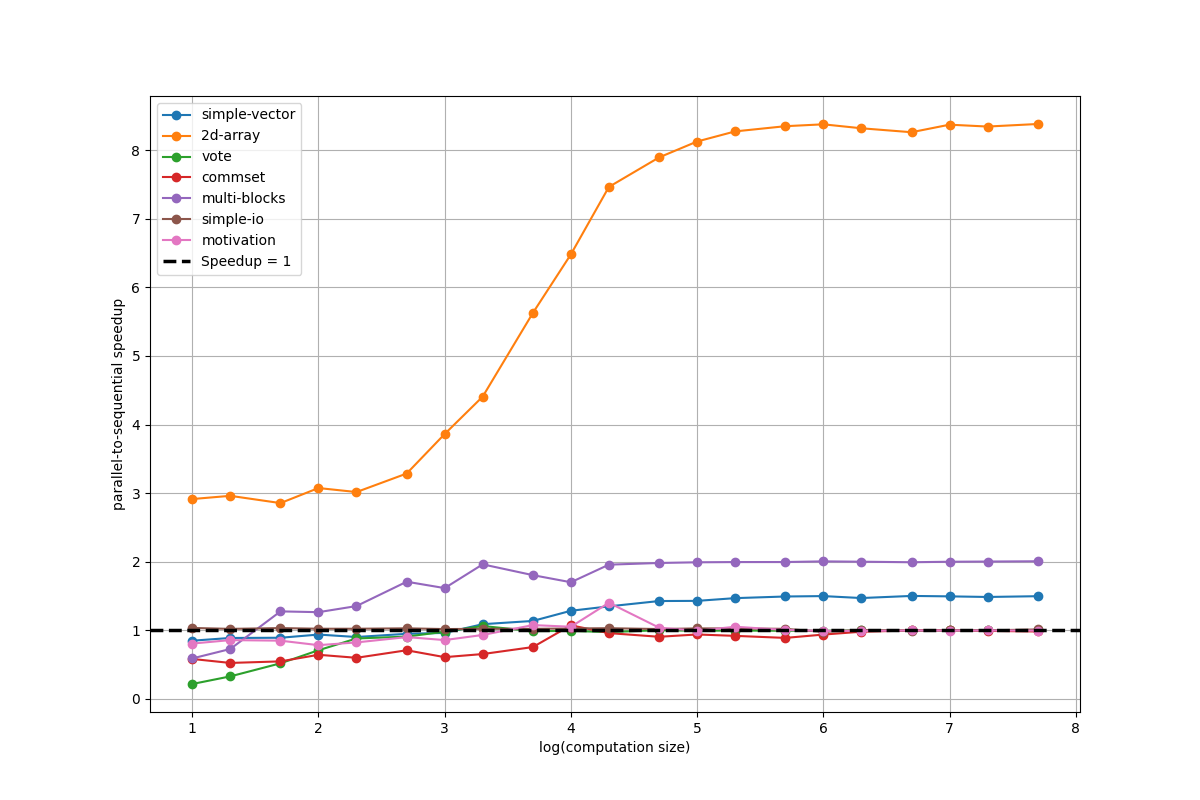 simple-vector
2d-array
vote
commset
multi-blocks
simple-io
motivation
Speedup = 1
parallel-to-sequential speedup
8
7
6
5
4
3
2
1
0
1 2 3 4 5 6 7 8
log(computation size)